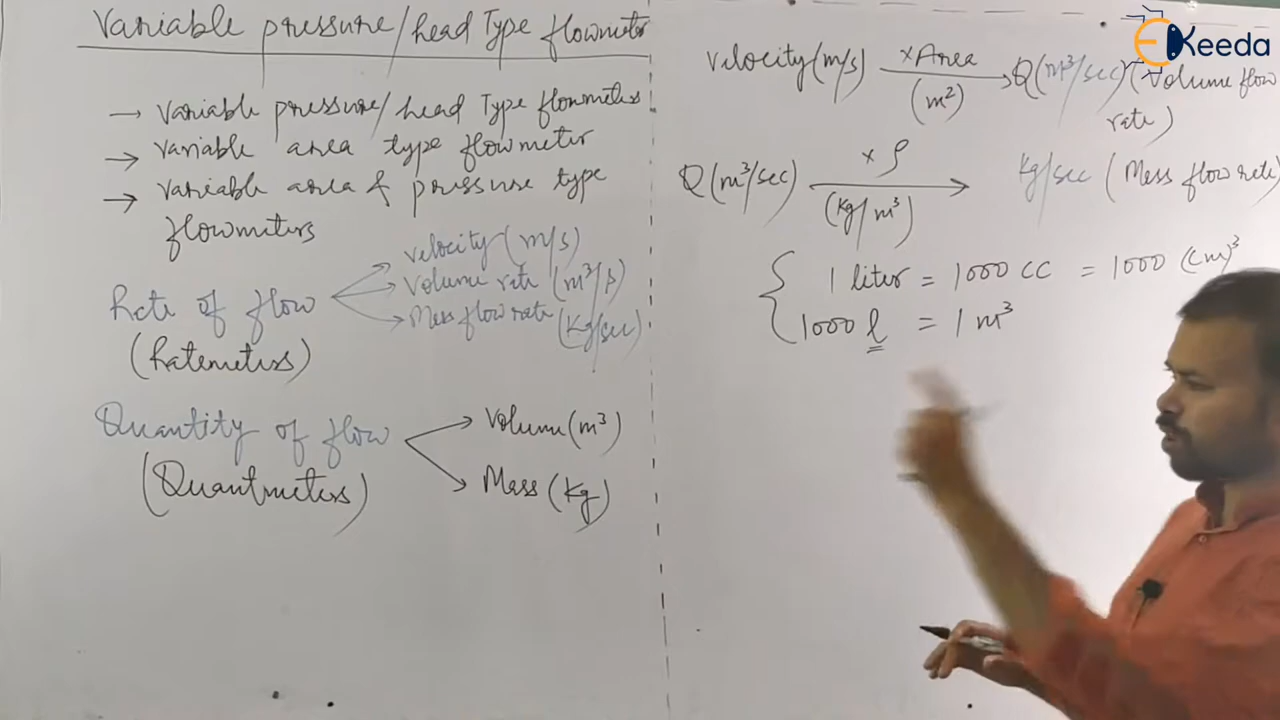 Variable pressure/head Type flowmeter
→ Variable pressure/head Type flowmeters
→ variable area type flowmeter
→ variable area & pressure type
flowmeters
Rate of flow
(Ratemeters)
velocity (m/s)
Volume rate (m³/s)
Mass flow rate (Kg/sec)
Quantity of flow
(Quantmeters)
Volume (m³)
Mass (Kg)
Keeda
Velocity (m/s) × Area (m²) → Q (m³/sec) (Volume flow
rate)
Q (m³/sec) × ρ (Kg/m³) → Kg/sec (Mass flow rate)
1 liter = 1000 CC = 1000 (cm)³
1000 l = 1 m³